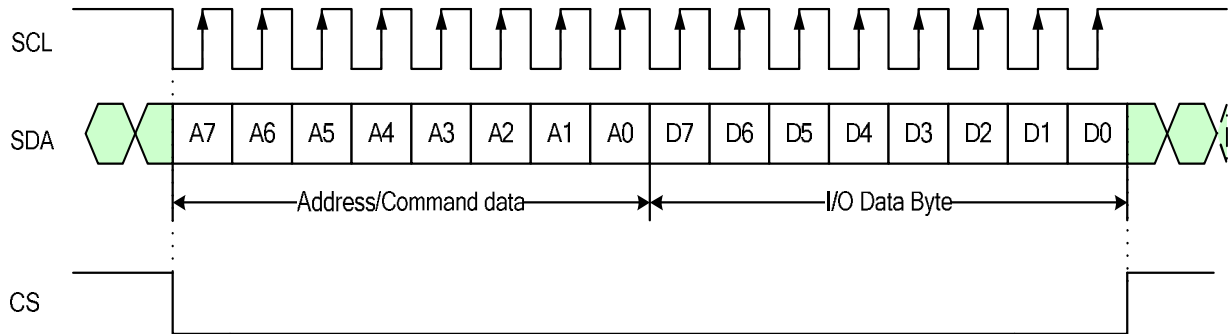 SCL
SDA A7 A6 A5 A4 A3 A2 A1 A0 D7 D6 D5 D4 D3 D2 D1 D0
Address/Command data I/O Data Byte
CS